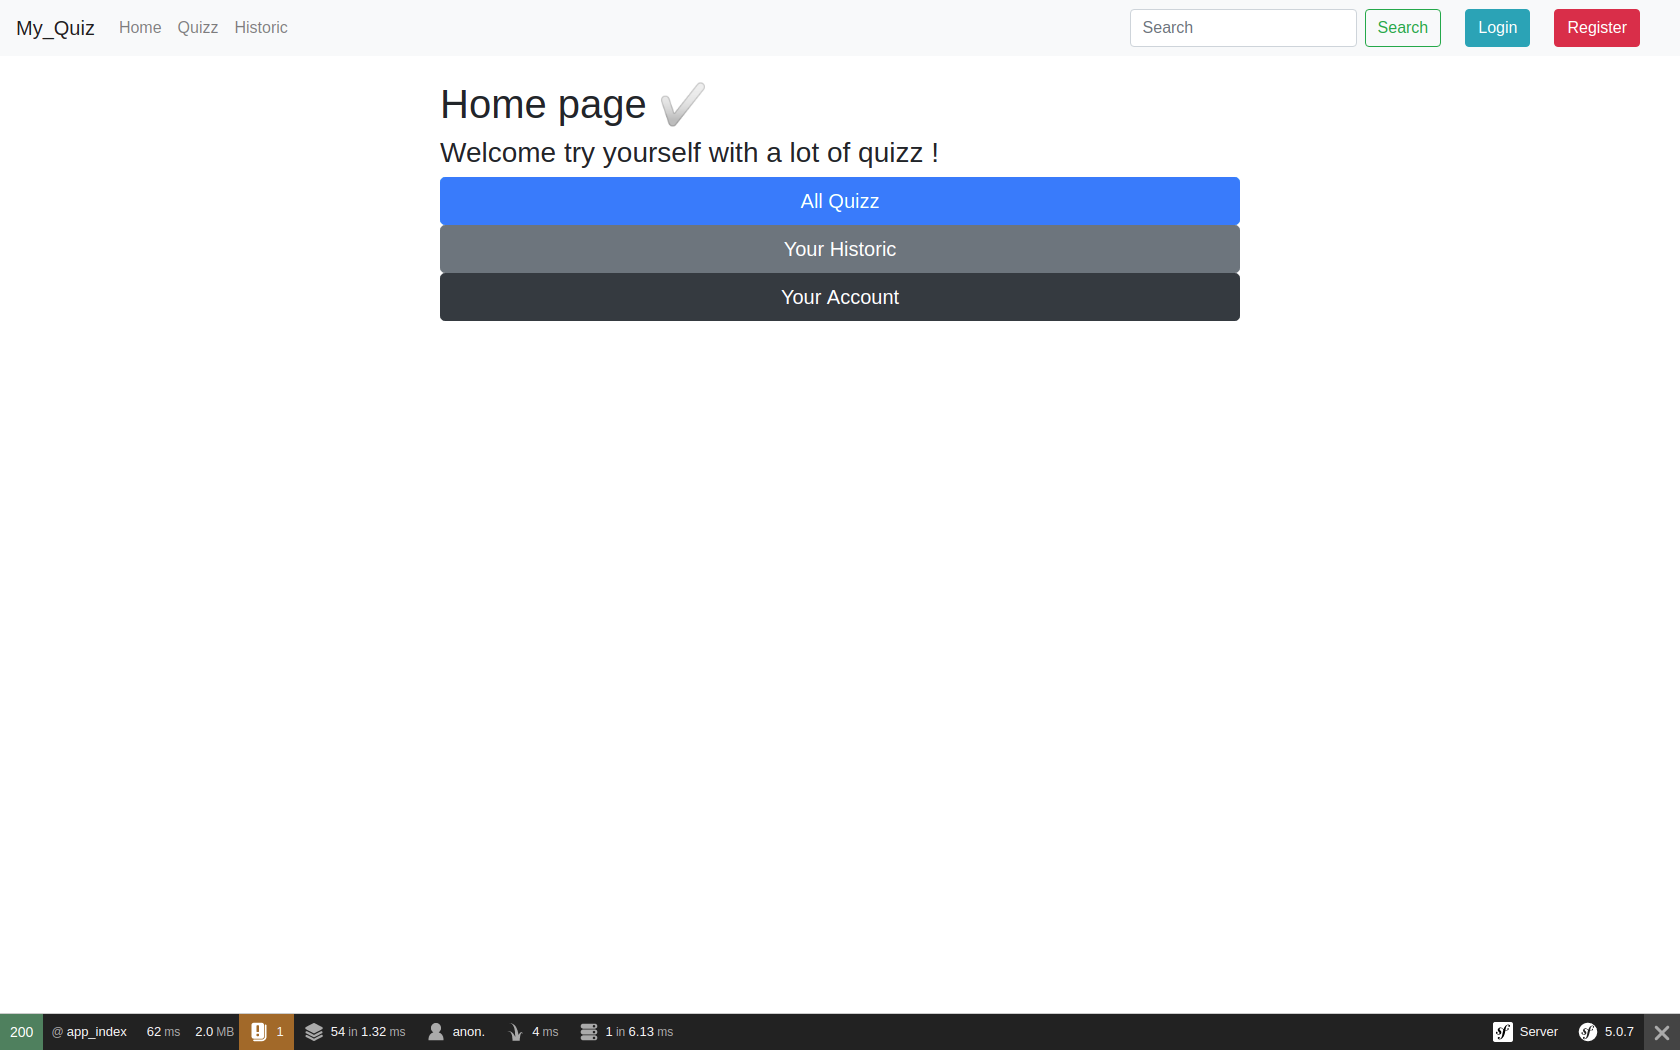 My_Quiz Home Quizz Historic Search Search Login Register
Home page ✔
Welcome try yourself with a lot of quizz !
All Quizz
Your Historic
Your Account
200 @ app_index 62 ms 2.0 MB 1 54 in 1.32 ms anon. 4 ms 1 in 6.13 ms sf Server sf 5.0.7